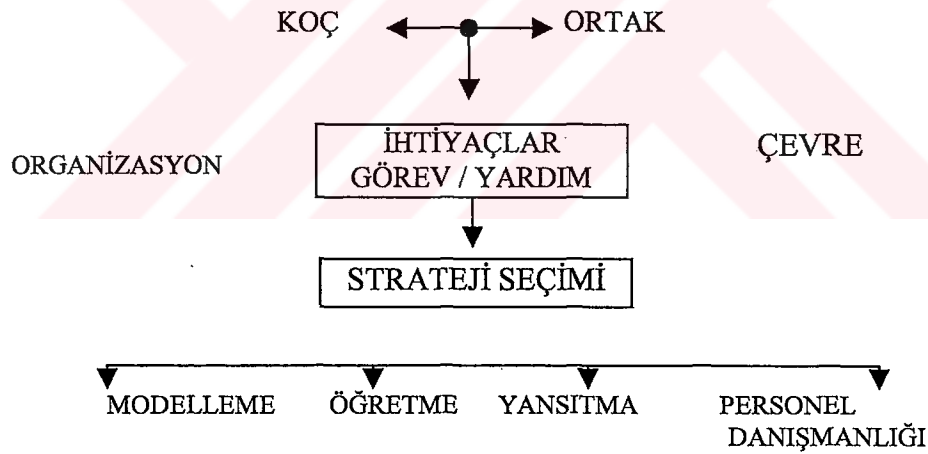 KOÇ ORTAK
İHTİYAÇLAR
GÖREV / YARDIM
ORGANİZASYON
ÇEVRE
STRATEJİ SEÇİMİ
MODELLEME ÖĞRETME YANSITMA PERSONEL
DANIŞMANLIĞI